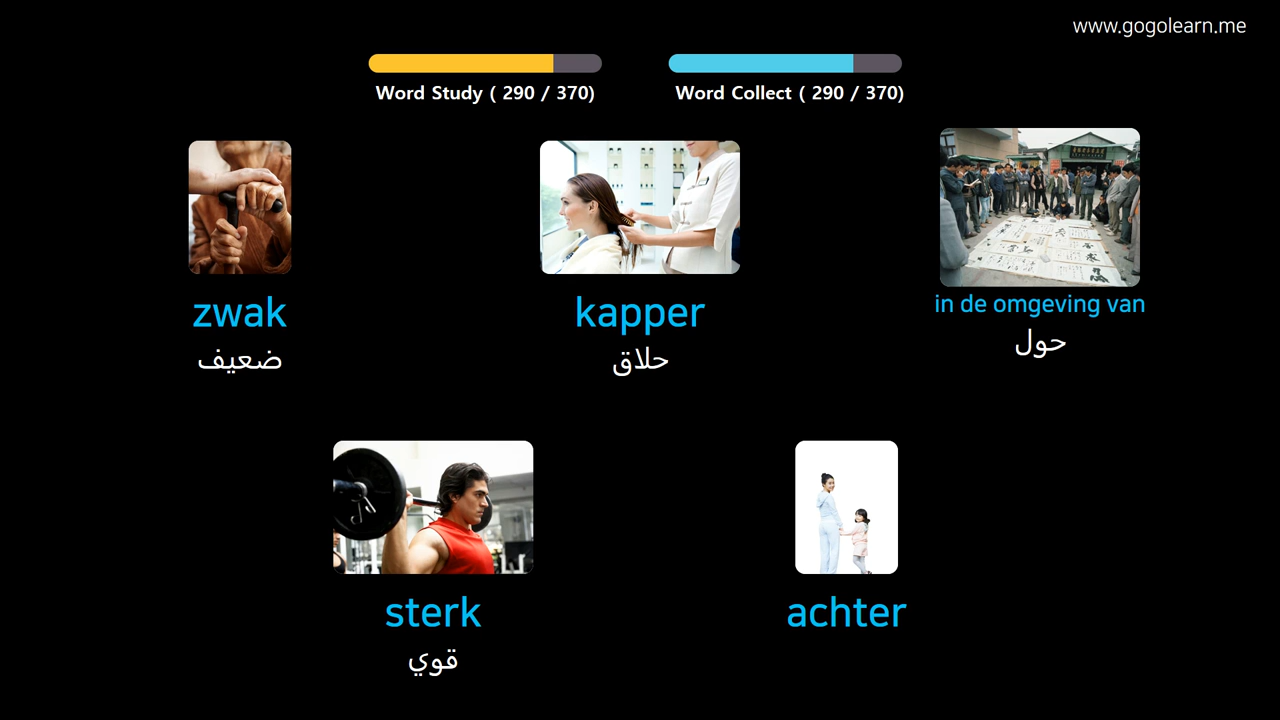 www.gogolearn.me
Word Study ( 290 / 370)
Word Collect ( 290 / 370)
zwak
ضعيف
kapper
حلاق
in de omgeving van
حول
sterk
قوي
achter